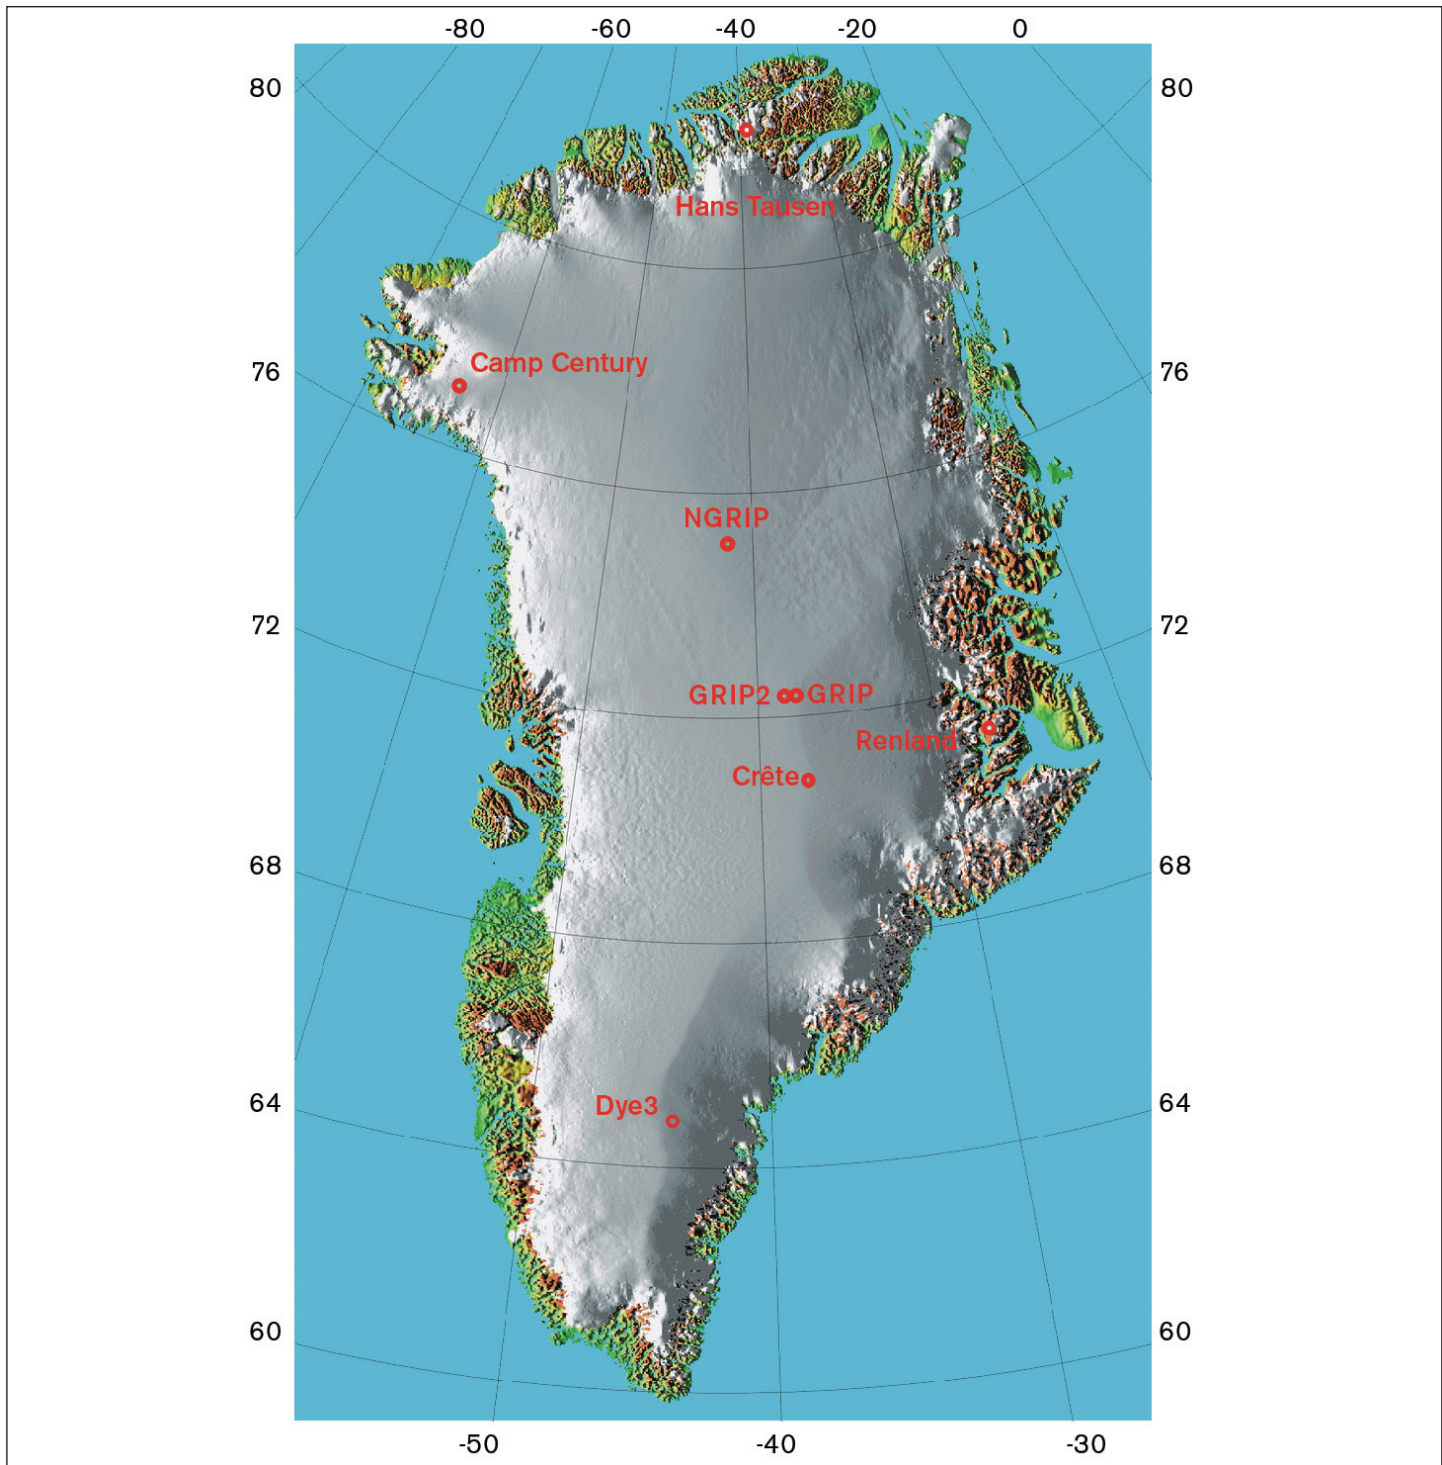 -80 -60 -40 -20 0
80 80
Hans Tausen
Camp Century
76 76
NGRIP
72 72
GRIP2 GRIP
Renland
Crête
68 68
64 64
Dye3
60 60
-50 -40 -30